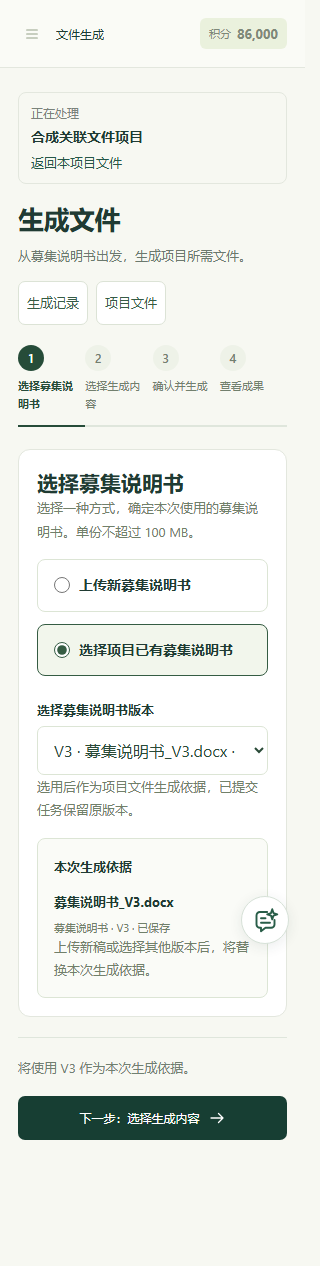 文件生成
积分 86,000
正在处理
合成关联文件项目
返回本项目文件
生成文件
从募集说明书出发，生成项目所需文件。
生成记录
项目文件
1
2
3
4
选择募集说
明书
选择生成内
容
确认并生成
查看成果
选择募集说明书
选择一种方式，确定本次使用的募集说
明书。单份不超过 100 MB。
上传新募集说明书
选择项目已有募集说明书
选择募集说明书版本
V3 · 募集说明书_V3.docx ·
选用后作为项目文件生成依据，已提交
任务保留原版本。
本次生成依据
募集说明书_V3.docx
募集说明书 · V3 · 已保存
上传新稿或选择其他版本后，将替
换本次生成依据。
将使用 V3 作为本次生成依据。
下一步：选择生成内容 →